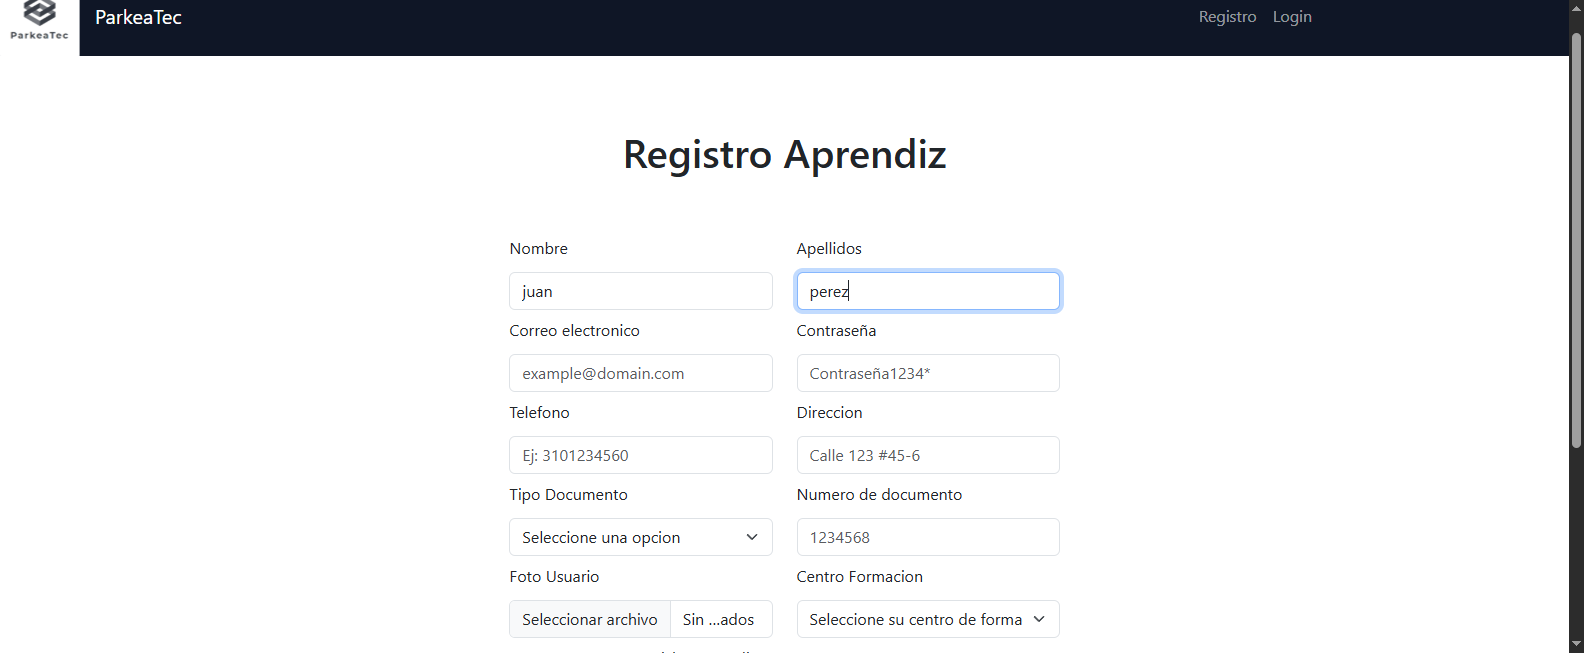 ParkeaTec
ParkeaTec
Registro Login
Registro Aprendiz
Nombre
Apellidos
juan
perez
Correo electronico
Contraseña
example@domain.com
Contraseña1234*
Telefono
Direccion
Ej: 3101234560
Calle 123 #45-6
Tipo Documento
Numero de documento
Seleccione una opcion
1234568
Foto Usuario
Centro Formacion
Seleccionar archivo
Sin ...ados
Seleccione su centro de forma